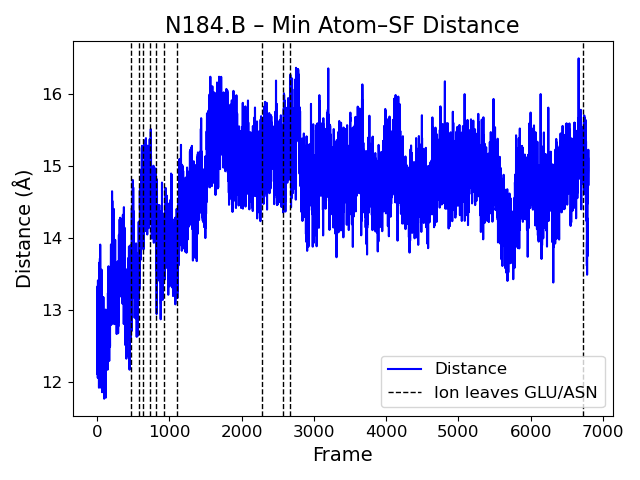 N184.B – Min Atom–SF Distance
Distance (Å)
16
15
14
13
12
Distance
Ion leaves GLU/ASN
0 1000 2000 3000 4000 5000 6000 7000
Frame